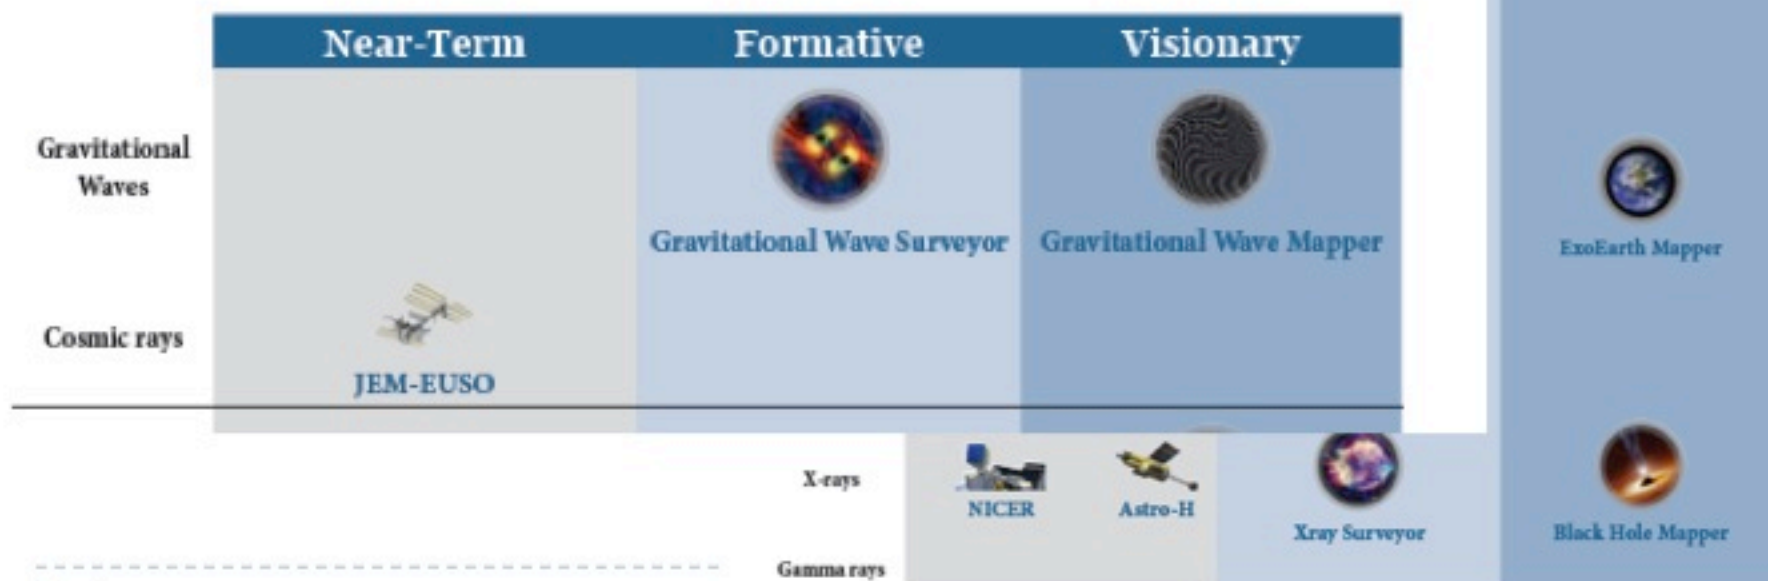 Near-Term Formative Visionary
Gravitational
Waves
Gravitational Wave Surveyor Gravitational Wave Mapper
ExoEarth Mapper
Cosmic rays
JEM-EUSO
X-rays
NICER Astro-H
Xray Surveyor Black Hole Mapper
Gamma rays